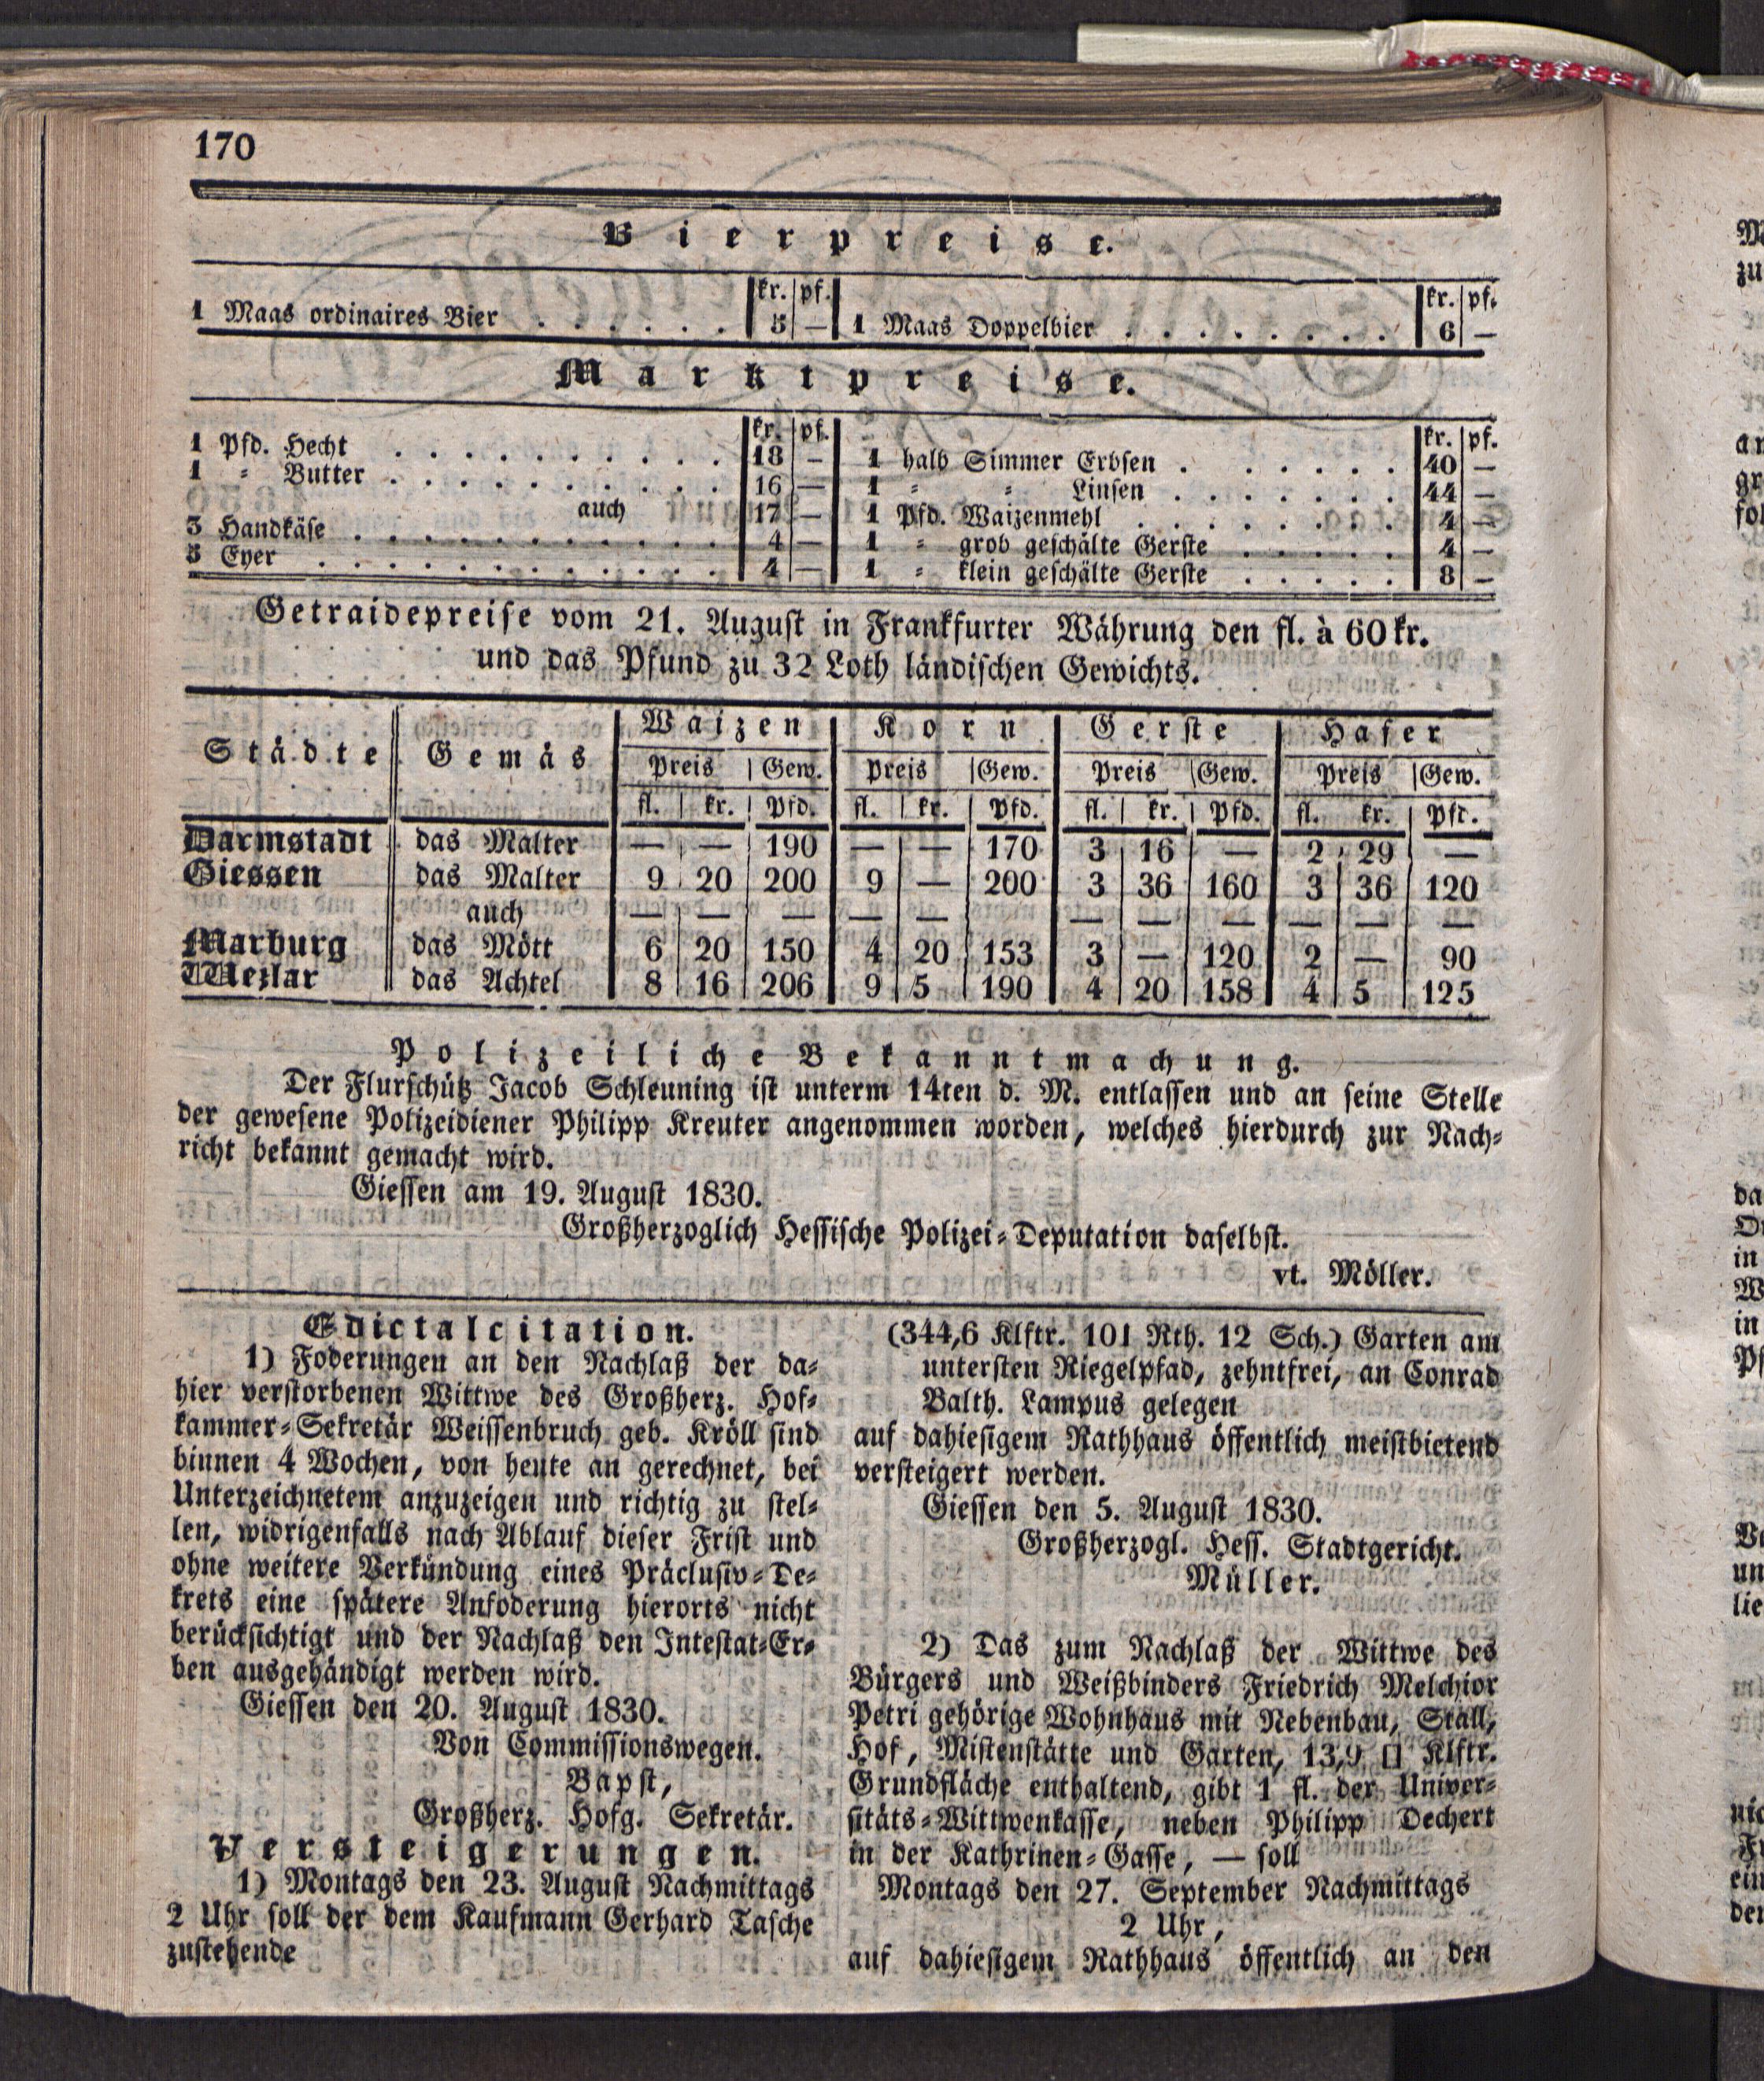 170
Bierpreise.
kr. pf. kr. pf.
1 Maas ordinaires Bier . . . . . . 5 — 1 Maas Doppelbier . . . . . . . 6 —
Marktpreise.
kr. pf. kr. pf.
1 Pfd. Hecht . . . . . . . . . . 18 — 1 halb Simmer Erbsen . . . . . . 40 —
1 = Butter . . . . . . . . . . 16 — 1 = = Linsen . . . . . . 44 —
auch 17 — 1 Pfd. Waizenmehl . . . . . . . 4 —
3 Handkäse . . . . . . . . . . . 4 — 1 = grob geschälte Gerste . . . . . 4 —
3 Eyer . . . . . . . . . . . . 4 — 1 = klein geschälte Gerste . . . . . 8 —
Getraidepreise vom 21. August in Frankfurter Währung den fl. à 60 kr.
und das Pfund zu 32 Loth ländischen Gewichts.
Städte Gemäs Waizen Korn Gerste Hafer
Preis Gew. Preis Gew. Preis Gew. Preis Gew.
fl. kr. Pfd. fl. kr. Pfd. fl. kr. Pfd. fl. kr. Pfd.
Darmstadt das Malter — — 190 — — 170 3 16 — 2 29 —
Giessen das Malter 9 20 200 9 — 200 3 36 160 3 36 120
auch — — — — — — — — — — — —
Marburg das Mött 6 20 150 4 20 153 3 — 120 2 — 90
Wezlar das Achtel 8 16 206 9 5 190 4 20 158 4 5 125
Polizeiliche Bekanntmachung.
Der Flurschütz Jacob Schleuning ist unterm 14ten d. M. entlassen und an seine Stelle
der gewesene Polizeidiener Philipp Kreuter angenommen worden, welches hierdurch zur Nach=
richt bekannt gemacht wird.
Giessen am 19. August 1830.
Großherzoglich Hessische Polizei=Deputation daselbst.
vt. Möller.
Edictalcitation.
1) Foderungen an den Nachlaß der da=
hier verstorbenen Wittwe des Großherz. Hof=
kammer=Sekretär Weissenbruch geb. Kröll sind
binnen 4 Wochen, von heute an gerechnet, bei
Unterzeichnetem anzuzeigen und richtig zu stel=
len, widrigenfalls nach Ablauf dieser Frist und
ohne weitere Verkündung eines Präclusiv=De=
krets eine spätere Anfoderung hierorts nicht
berücksichtigt und der Nachlaß den Intestat=Er=
ben ausgehändigt werden wird.
Giessen den 20. August 1830.
Von Commissionswegen.
Bapst,
Großherz. Hofg. Sekretär.
Versteigerungen.
1) Montags den 23. August Nachmittags
2 Uhr soll der dem Kaufmann Gerhard Tasche
zustehende
(344,6 Klftr. 101 Rth. 12 Sch.) Garten am
untersten Riegelpfad, zehntfrei, an Conrad
Balth. Lampus gelegen
auf dahiesigem Rathhaus öffentlich meistbietend
versteigert werden.
Giessen den 5. August 1830.
Großherzogl. Hess. Stadtgericht.
Müller.
2) Das zum Nachlaß der Wittwe des
Bürgers und Weißbinders Friedrich Melchior
Petri gehörige Wohnhaus mit Nebenbau, Stall,
Hof, Mistenstätte und Garten, 13,9 □ Klftr.
Grundfläche enthaltend, gibt 1 fl. der Univer=
sitäts=Wittwenkasse, neben Philipp Dechert
in der Kathrinen=Gasse, — soll
Montags den 27. September Nachmittags
2 Uhr,
auf dahiesigem Rathhaus öffentlich an den